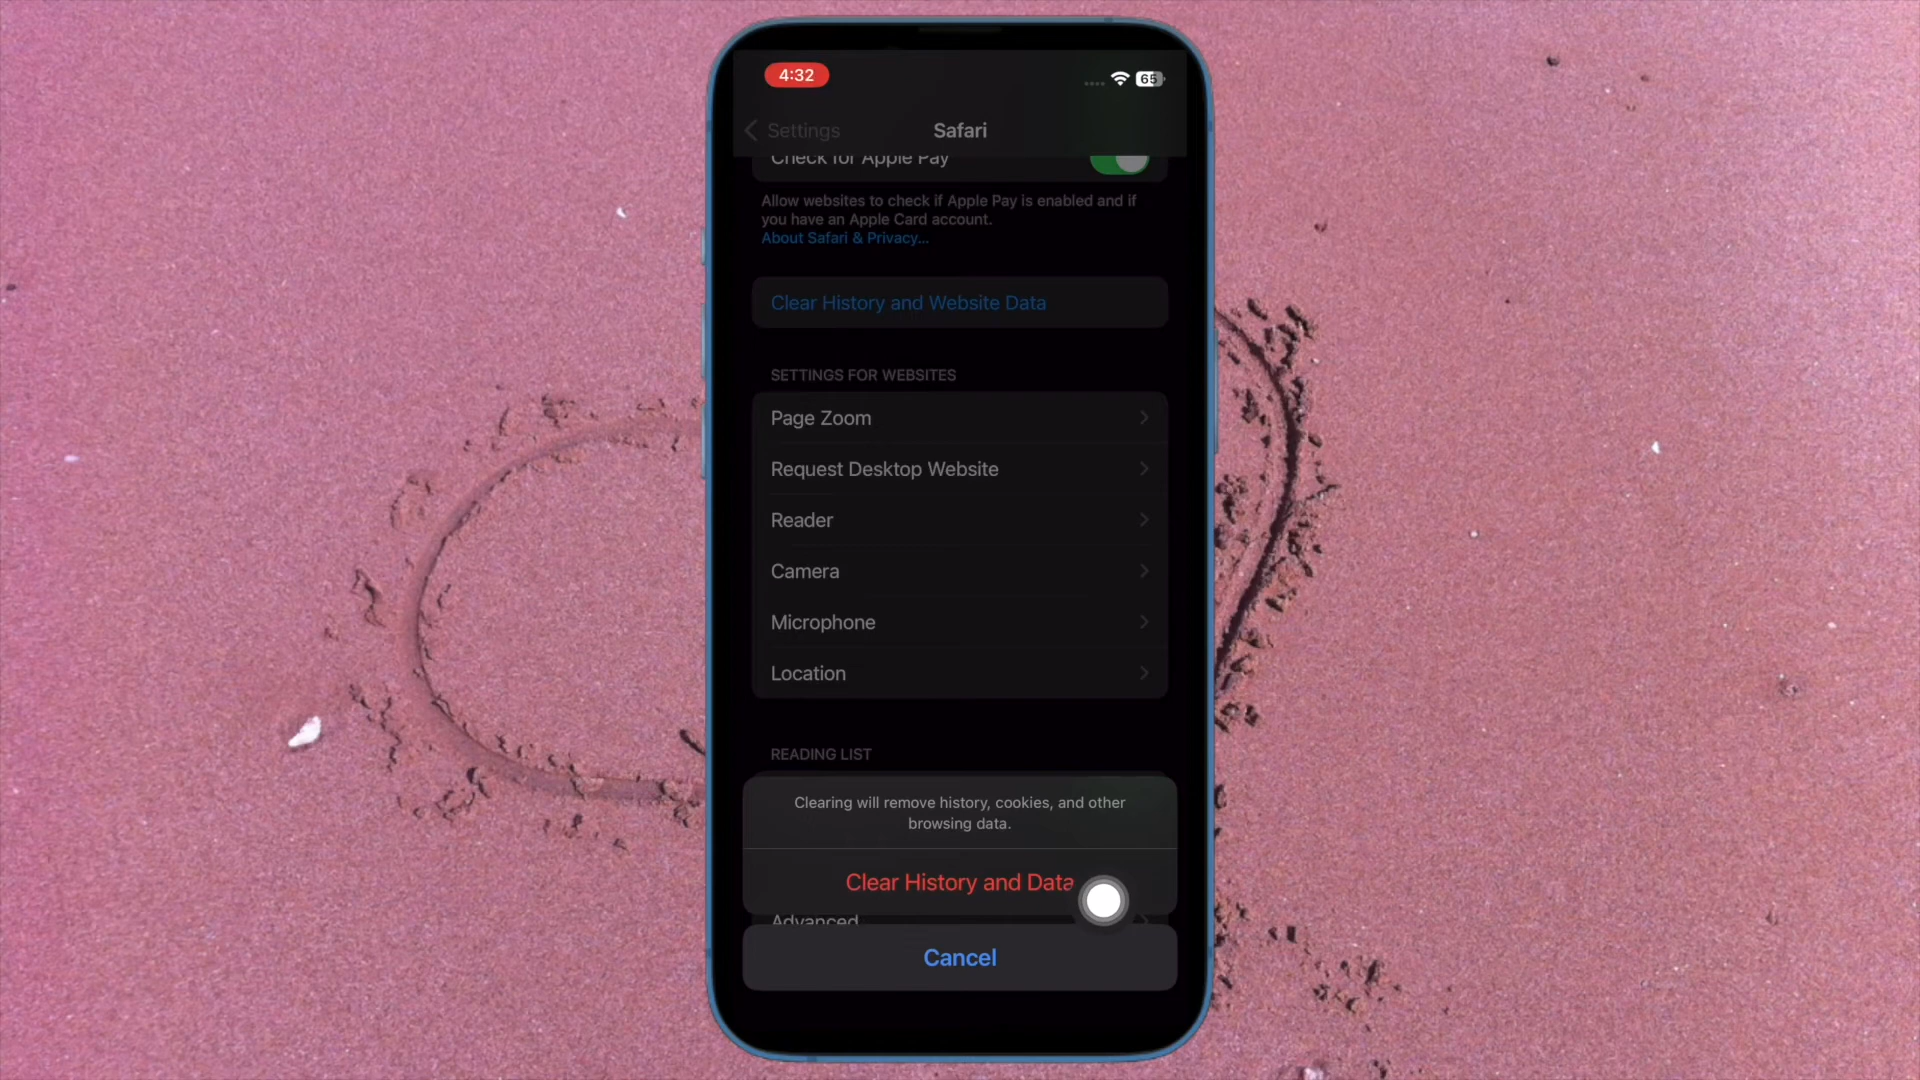 4:32
65
Settings
Safari
Check for Apple Pay
Allow websites to check if Apple Pay is enabled and if
you have an Apple Card account.
About Safari & Privacy...
Clear History and Website Data
SETTINGS FOR WEBSITES
Page Zoom
Request Desktop Website
Reader
Camera
Microphone
Location
READING LIST
Clearing will remove history, cookies, and other
browsing data.
Clear History and Data
Advanced
Cancel